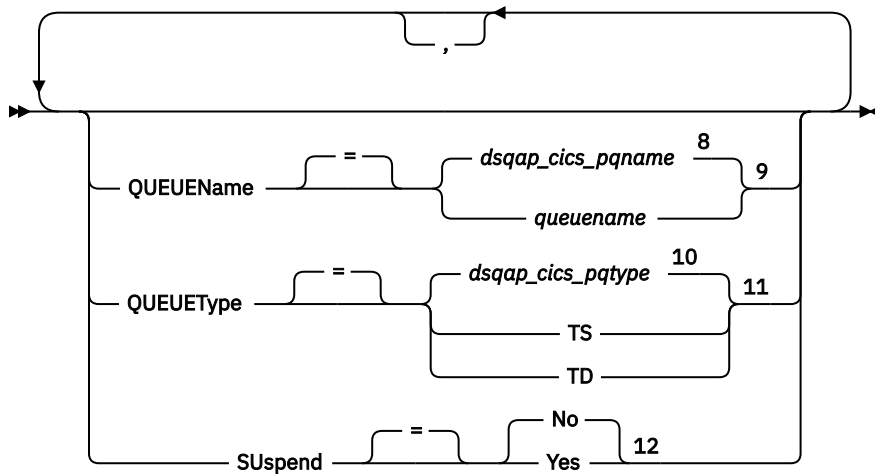 ,
=
dsqap_cics_pqname 8
QUEUEName
9
queuename
=
dsqap_cics_pqtype 10
QUEUEType
11
TS
TD
=
No
SUspend
Yes
12